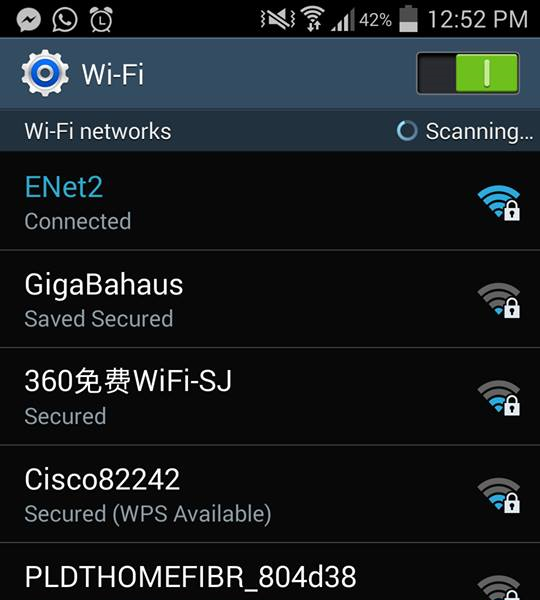 42% 12:52 PM
Wi-Fi
Wi-Fi networks Scanning...
ENet2
Connected
GigaBahaus
Saved Secured
360免费WiFi-SJ
Secured
Cisco82242
Secured (WPS Available)
PLDTHOMEFIBR_804d38